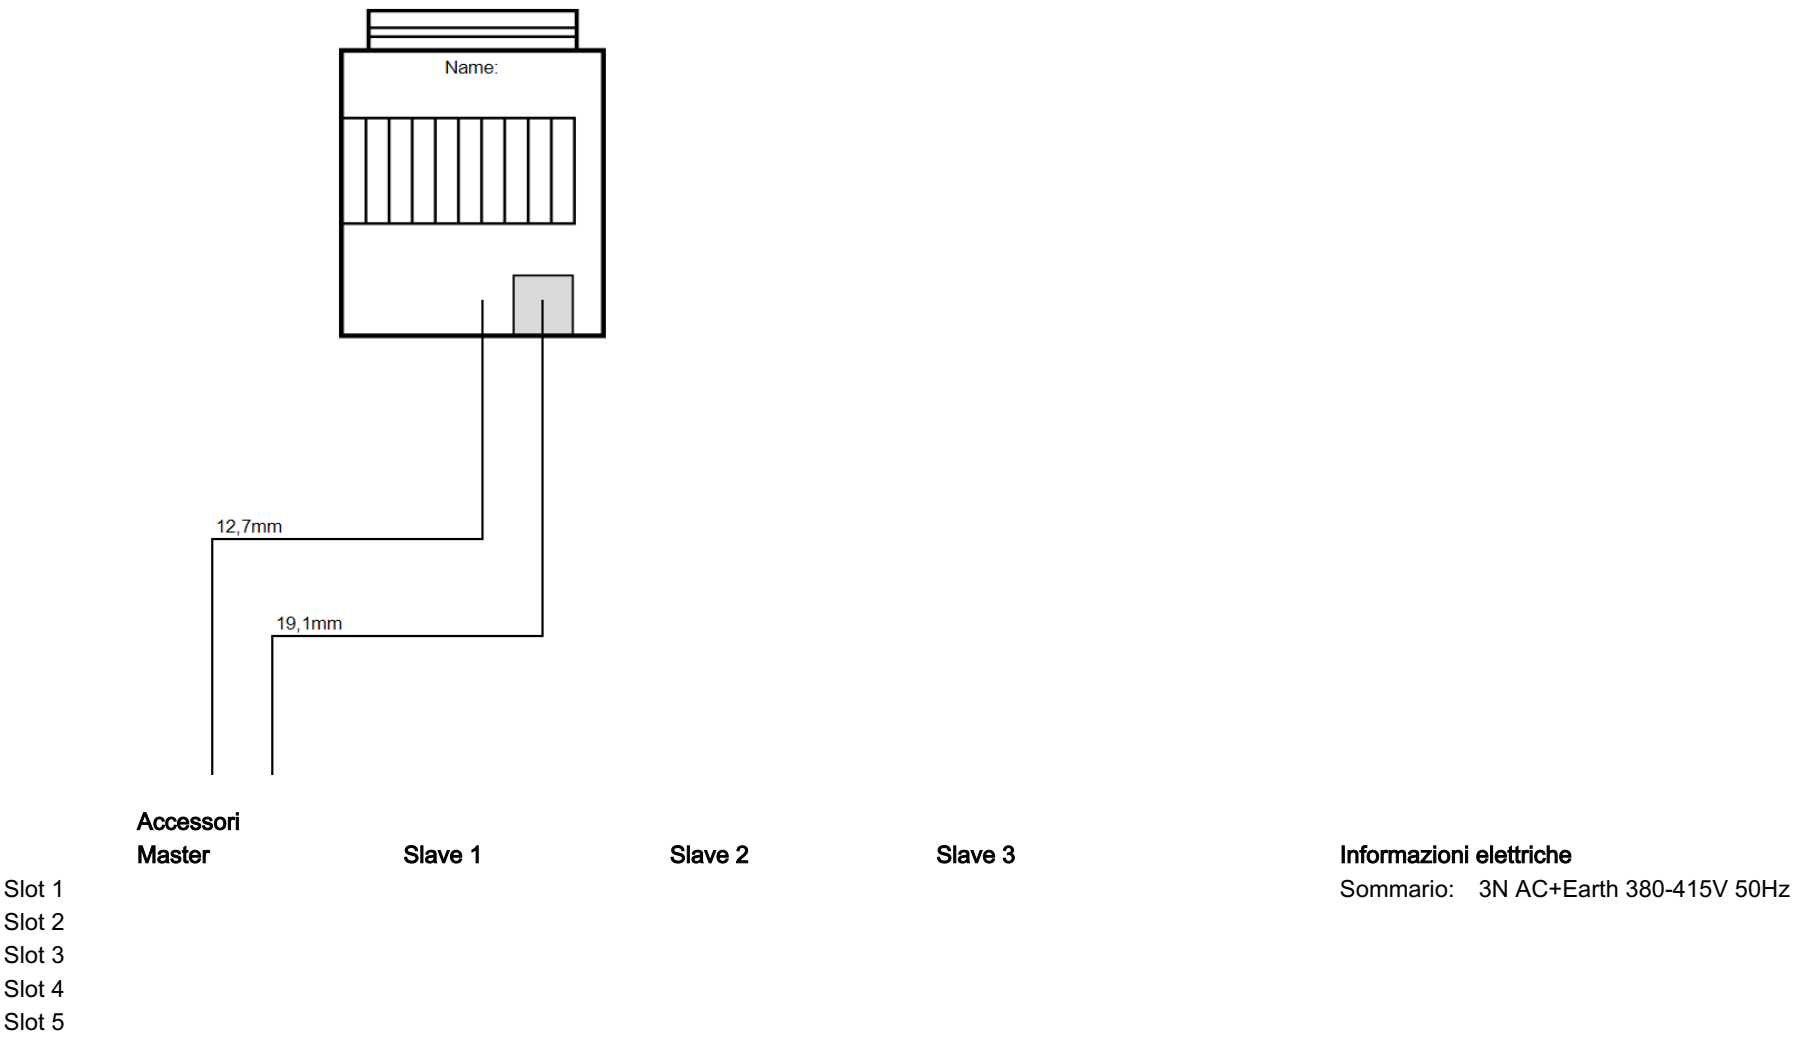 Name:
12,7mm
19,1mm
Accessori
Master Slave 1 Slave 2 Slave 3 Informazioni elettriche
Slot 1 Sommario: 3N AC+Earth 380-415V 50Hz
Slot 2
Slot 3
Slot 4
Slot 5